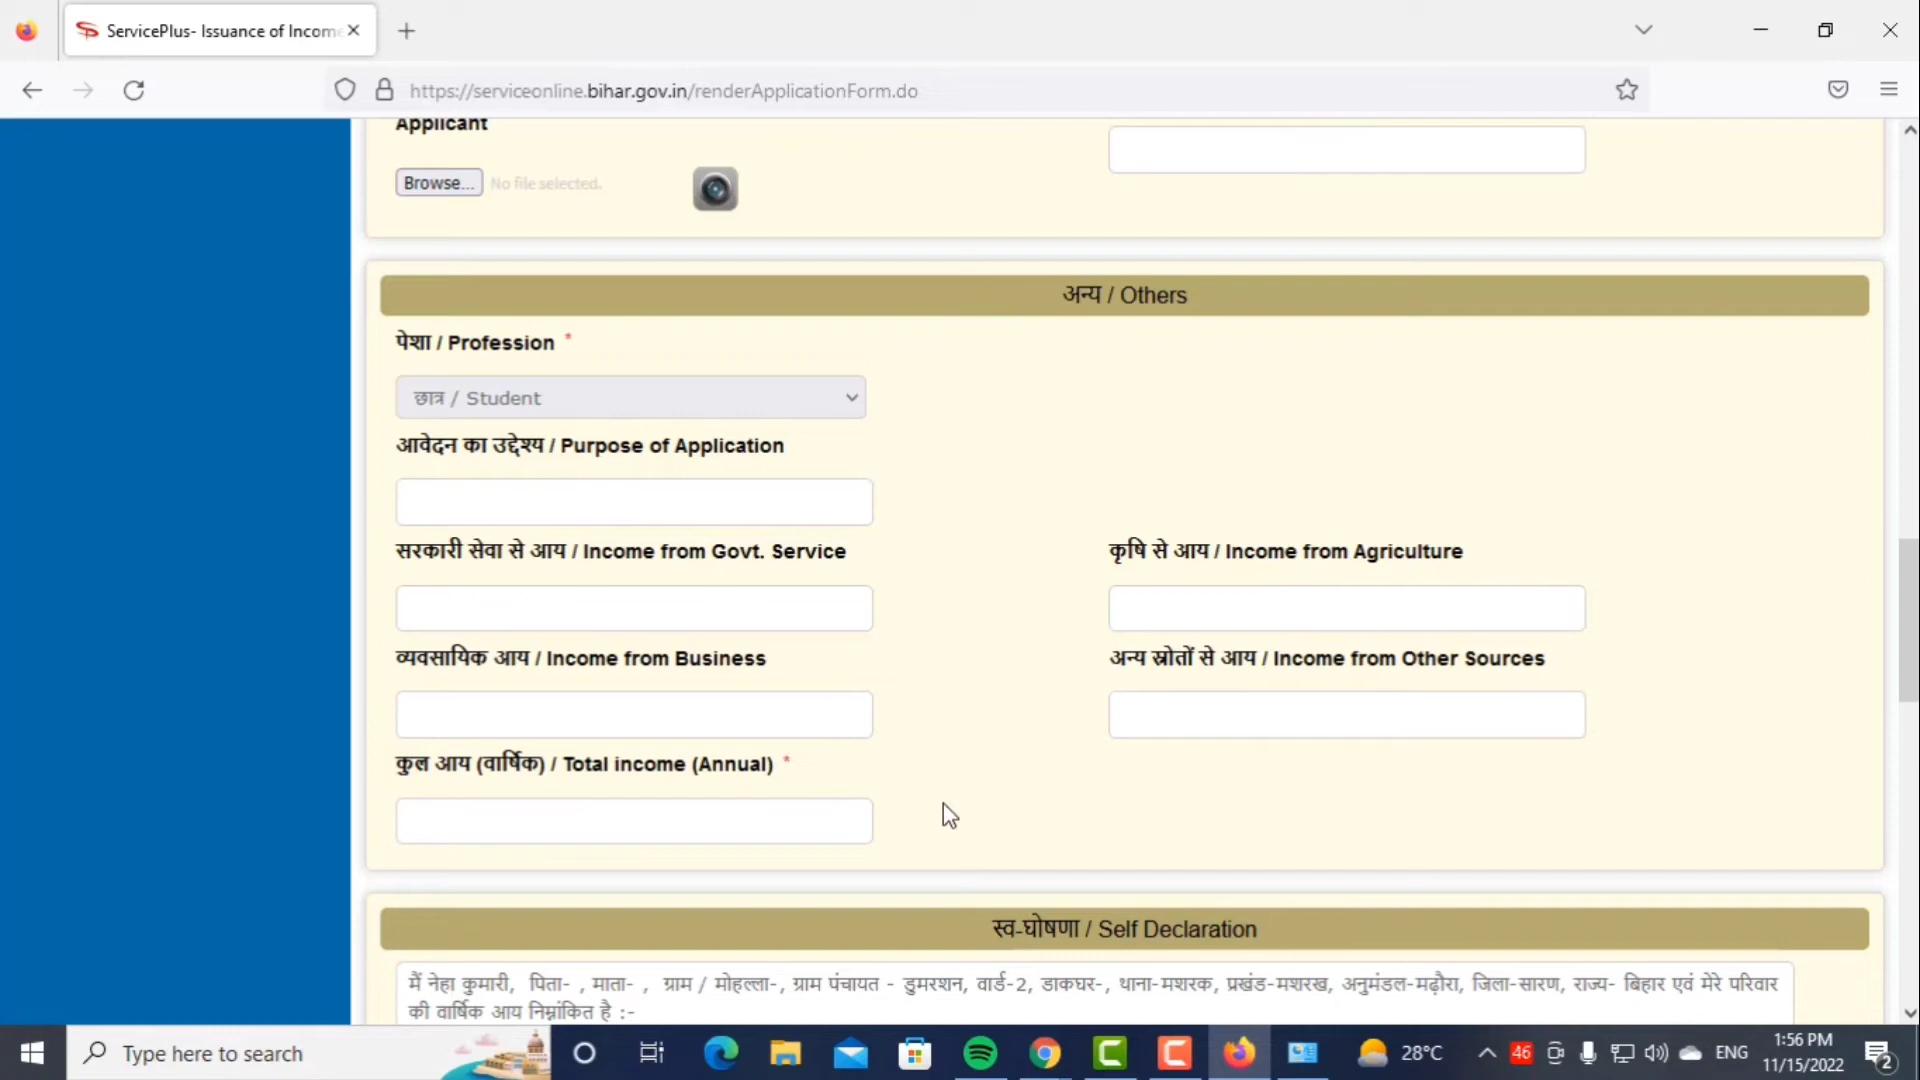 ServicePlus- Issuance of Income
https://serviceonline.bihar.gov.in/renderApplicationForm.do
Applicant
Browse... No file selected.
अन्य / Others
पेशा / Profession *
छात्र / Student
आवेदन का उद्देश्य / Purpose of Application
सरकारी सेवा से आय / Income from Govt. Service
कृषि से आय / Income from Agriculture
व्यवसायिक आय / Income from Business
अन्य स्रोतों से आय / Income from Other Sources
कुल आय (वार्षिक) / Total income (Annual) *
स्व-घोषणा / Self Declaration
मैं नेहा कुमारी, पिता- , माता- , ग्राम / मोहल्ला-, ग्राम पंचायत - डुमरशन, वार्ड-2, डाकघर-, थाना-मशरक, प्रखंड-मशरख, अनुमंडल-मढ़ौरा, जिला-सारण, राज्य- बिहार एवं मेरे परिवार
की वार्षिक आय निम्नांकित है :-
Type here to search
28°C
46
ENG
1:56 PM
11/15/2022
2